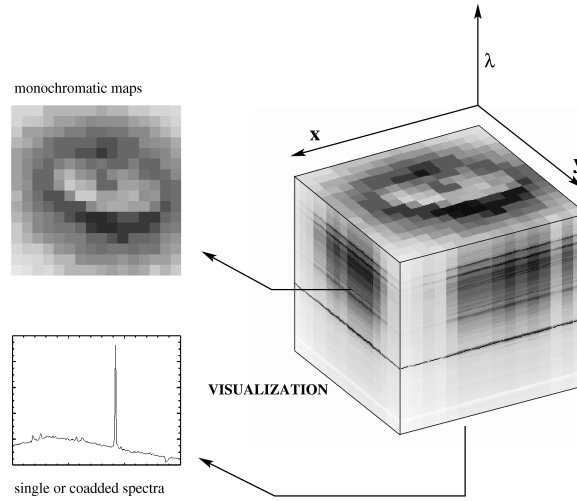 monochromatic maps
λ
x
y
VISUALIZATION
single or coadded spectra